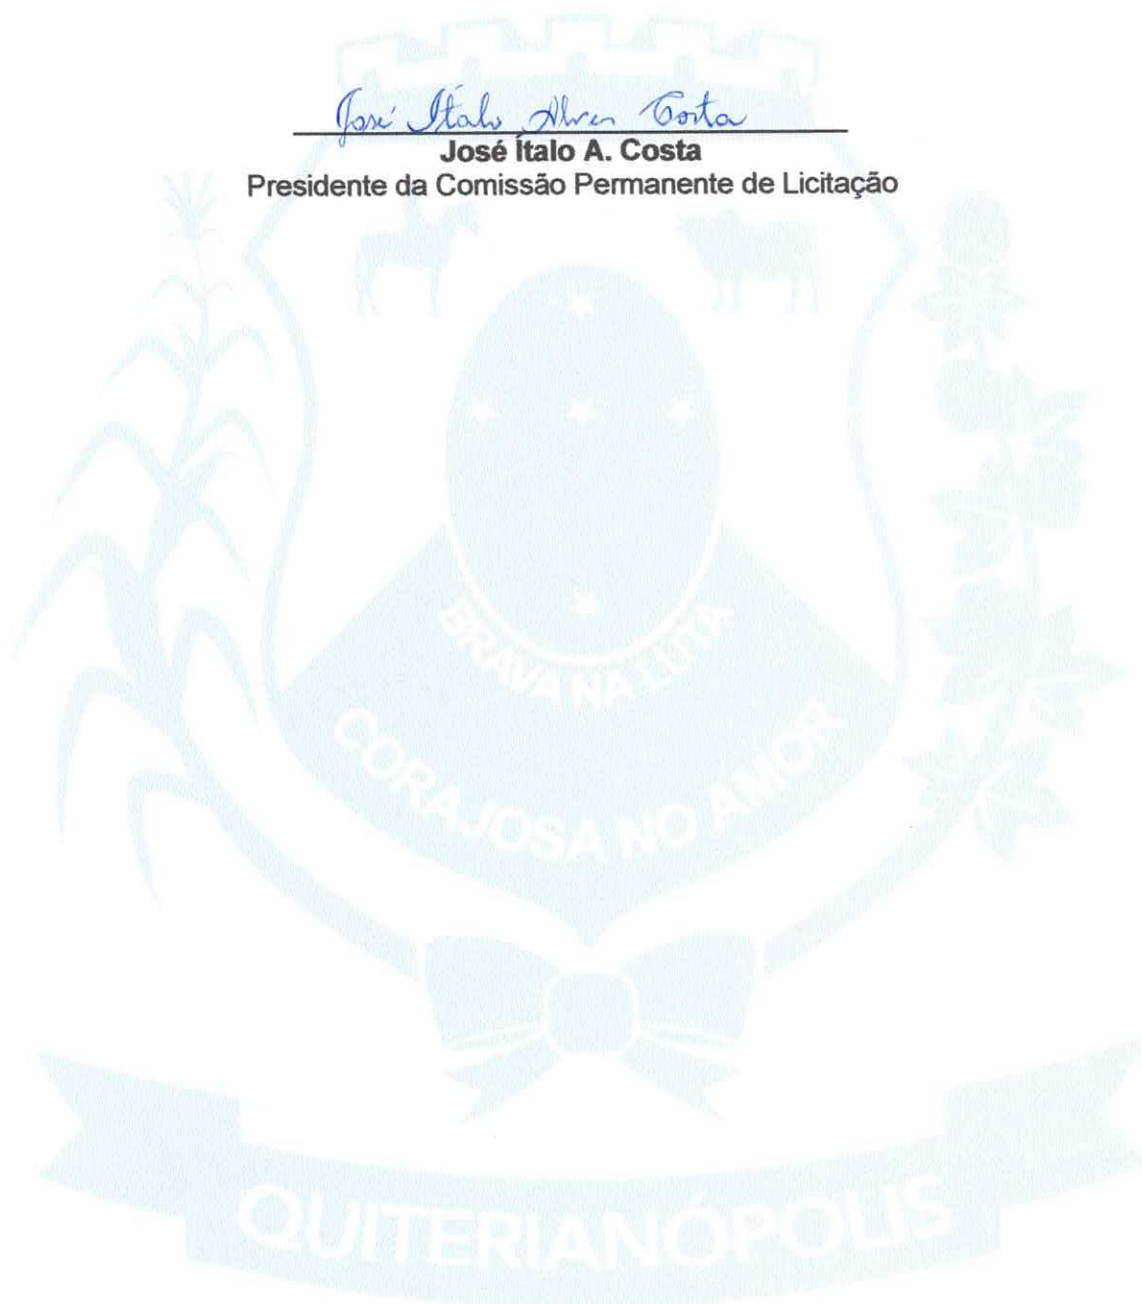 José Ítalo Alves Costa
José Ítalo A. Costa
Presidente da Comissão Permanente de Licitação
BRAVA NA LUTA
CORAJOSA NO AMOR
QUITERIANÓPOLIS